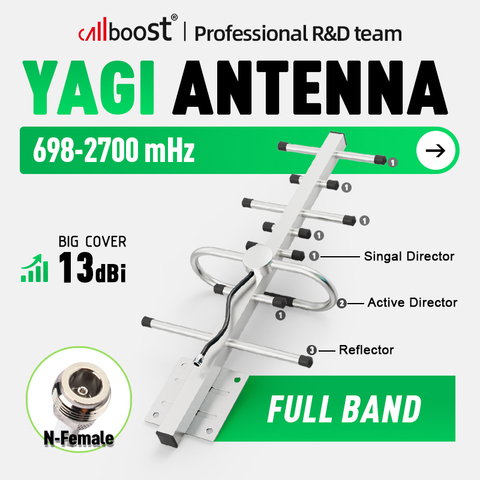 callboost® | Professional R&D team
YAGI ANTENNA
698-2700 mHz
1
1
1
1
BIG COVER
13dBi
1 Singal Director
1
2 Active Director
3 Reflector
N-Female
FULL BAND